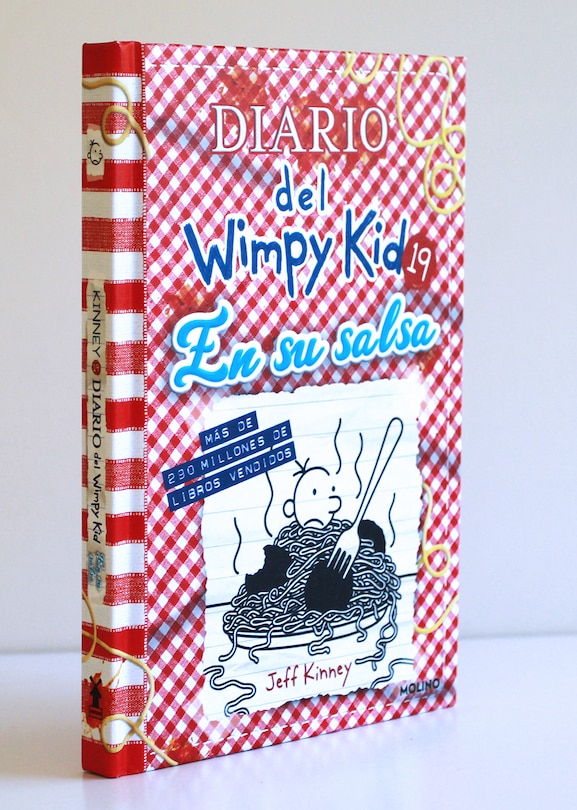 DIARIO
del
Wimpy Kid
19
En su salsa
MÁS DE
290 MILLONES DE
LIBROS VENDIDOS
Jeff Kinney
MOLINO
KINNEY DIARIO del Wimpy Kid